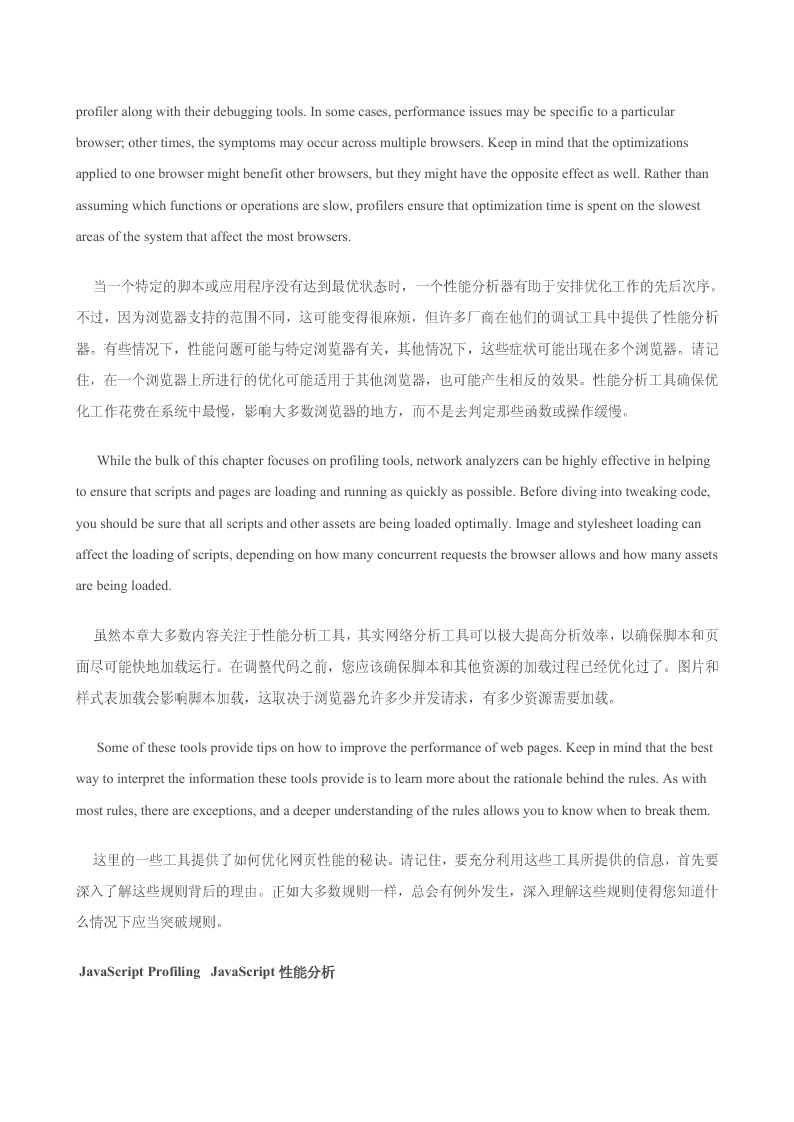 profiler along with their debugging tools. In some cases, performance issues may be specific to a particular
browser; other times, the symptoms may occur across multiple browsers. Keep in mind that the optimizations
applied to one browser might benefit other browsers, but they might have the opposite effect as well. Rather than
assuming which functions or operations are slow, profilers ensure that optimization time is spent on the slowest
areas of the system that affect the most browsers.
当一个特定的脚本或应用程序没有达到最优状态时，一个性能分析器有助于安排优化工作的先后次序。
不过，因为浏览器支持的范围不同，这可能变得很麻烦，但许多厂商在他们的调试工具中提供了性能分析
器。有些情况下，性能问题可能与特定浏览器有关，其他情况下，这些症状可能出现在多个浏览器。请记
住，在一个浏览器上所进行的优化可能适用于其他浏览器，也可能产生相反的效果。性能分析工具确保优
化工作花费在系统中最慢，影响大多数浏览器的地方，而不是去判定那些函数或操作缓慢。
While the bulk of this chapter focuses on profiling tools, network analyzers can be highly effective in helping
to ensure that scripts and pages are loading and running as quickly as possible. Before diving into tweaking code,
you should be sure that all scripts and other assets are being loaded optimally. Image and stylesheet loading can
affect the loading of scripts, depending on how many concurrent requests the browser allows and how many assets
are being loaded.
虽然本章大多数内容关注于性能分析工具，其实网络分析工具可以极大提高分析效率，以确保脚本和页
面尽可能快地加载运行。在调整代码之前，您应该确保脚本和其他资源的加载过程已经优化过了。图片和
样式表加载会影响脚本加载，这取决于浏览器允许多少并发请求，有多少资源需要加载。
Some of these tools provide tips on how to improve the performance of web pages. Keep in mind that the best
way to interpret the information these tools provide is to learn more about the rationale behind the rules. As with
most rules, there are exceptions, and a deeper understanding of the rules allows you to know when to break them.
这里的一些工具提供了如何优化网页性能的秘诀。请记住，要充分利用这些工具所提供的信息，首先要
深入了解这些规则背后的理由。正如大多数规则一样，总会有例外发生，深入理解这些规则使得您知道什
么情况下应当突破规则。
JavaScript Profiling JavaScript 性能分析